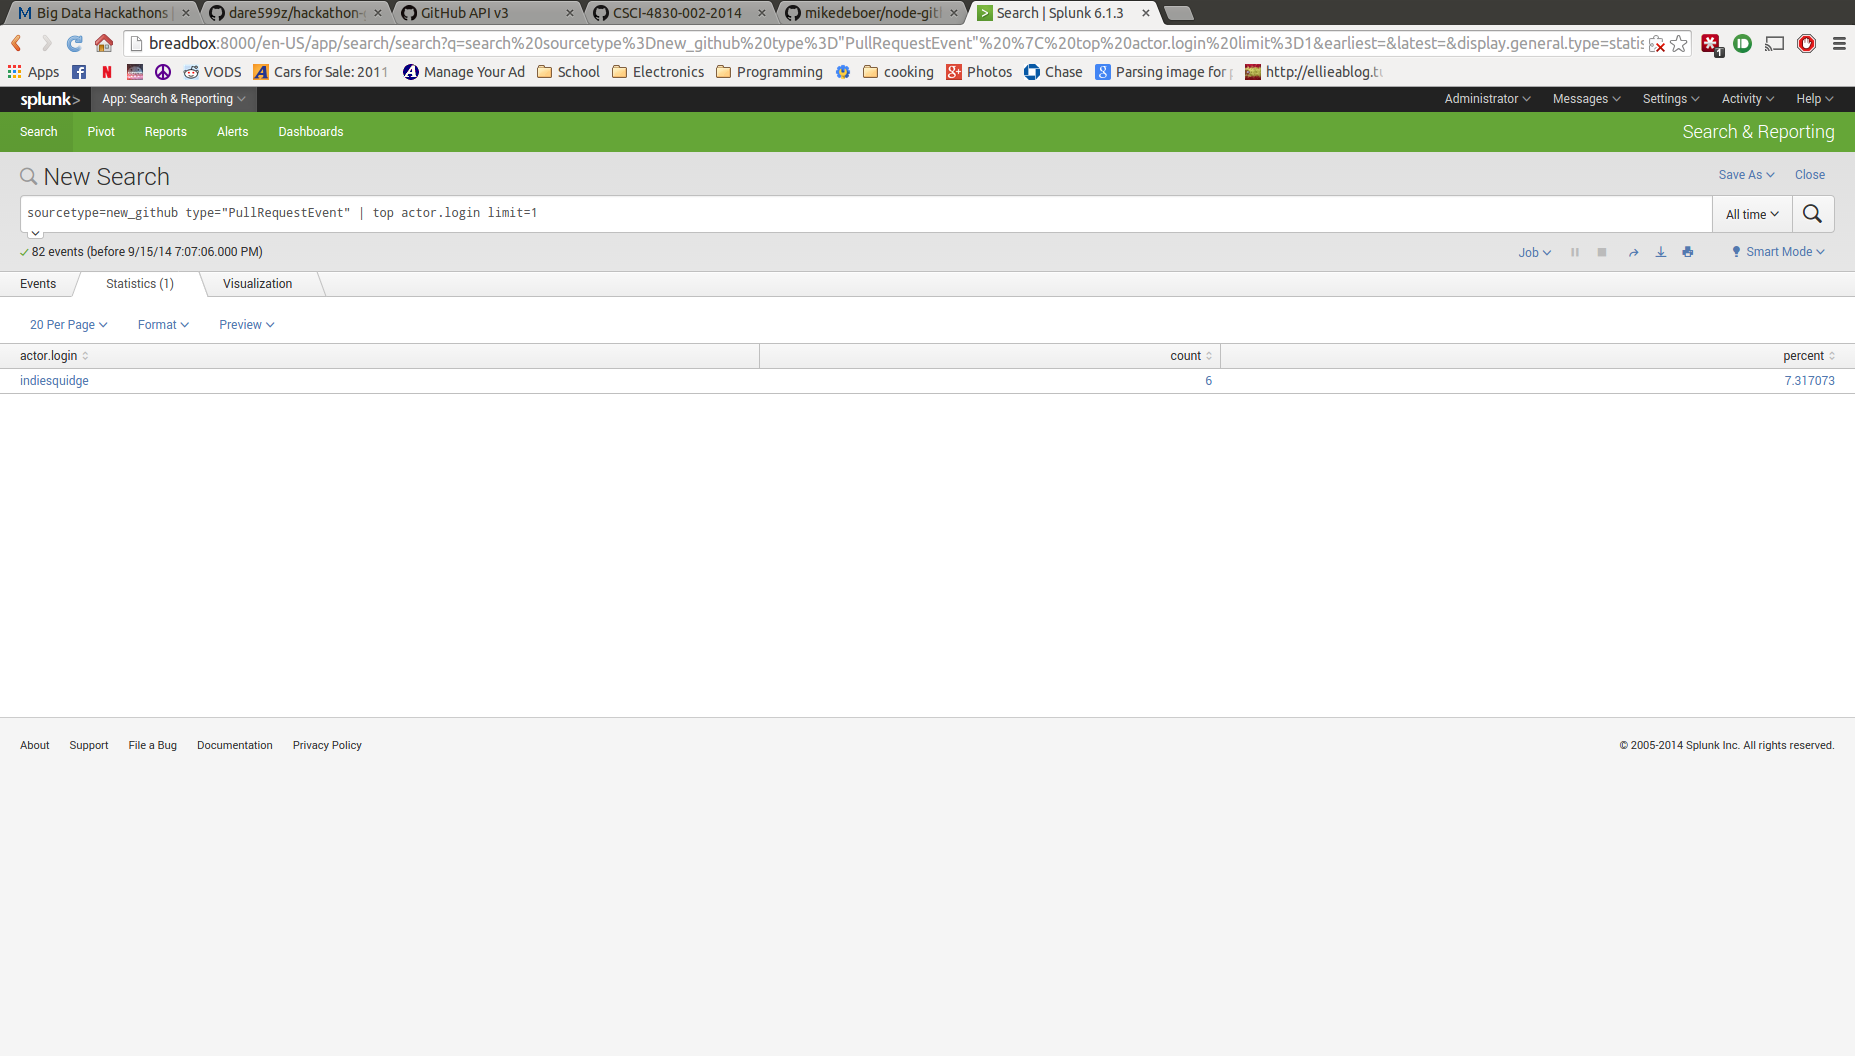 Big Data Hackathons |
dare599z/hackathon-
GitHub API v3
CSCI-4830-002-2014
mikedeboer/node-git
Search | Splunk 6.1.3
breadbox:8000/en-US/app/search/search?q=search%20sourcetype%3Dnew_github%20type%3D"PullRequestEvent"%20%7C%20top%20actor.login%20limit%3D1&earliest=&latest=&display.general.type=statis
1
Apps
VODS
Cars for Sale: 2011
Manage Your Ad
School
Electronics
Programming
cooking
Photos
Chase
Parsing image for
http://ellieablog.tu
splunk>
App: Search & Reporting
Administrator
Messages
Settings
Activity
Help
Search
Pivot
Reports
Alerts
Dashboards
Search & Reporting
New Search
Save As
Close
sourcetype=new_github type="PullRequestEvent" | top actor.login limit=1
All time
82 events (before 9/15/14 7:07:06.000 PM)
Job
Smart Mode
Events
Statistics (1)
Visualization
20 Per Page
Format
Preview
actor.login
count
percent
indiesquidge
6
7.317073
About
Support
File a Bug
Documentation
Privacy Policy
© 2005-2014 Splunk Inc. All rights reserved.